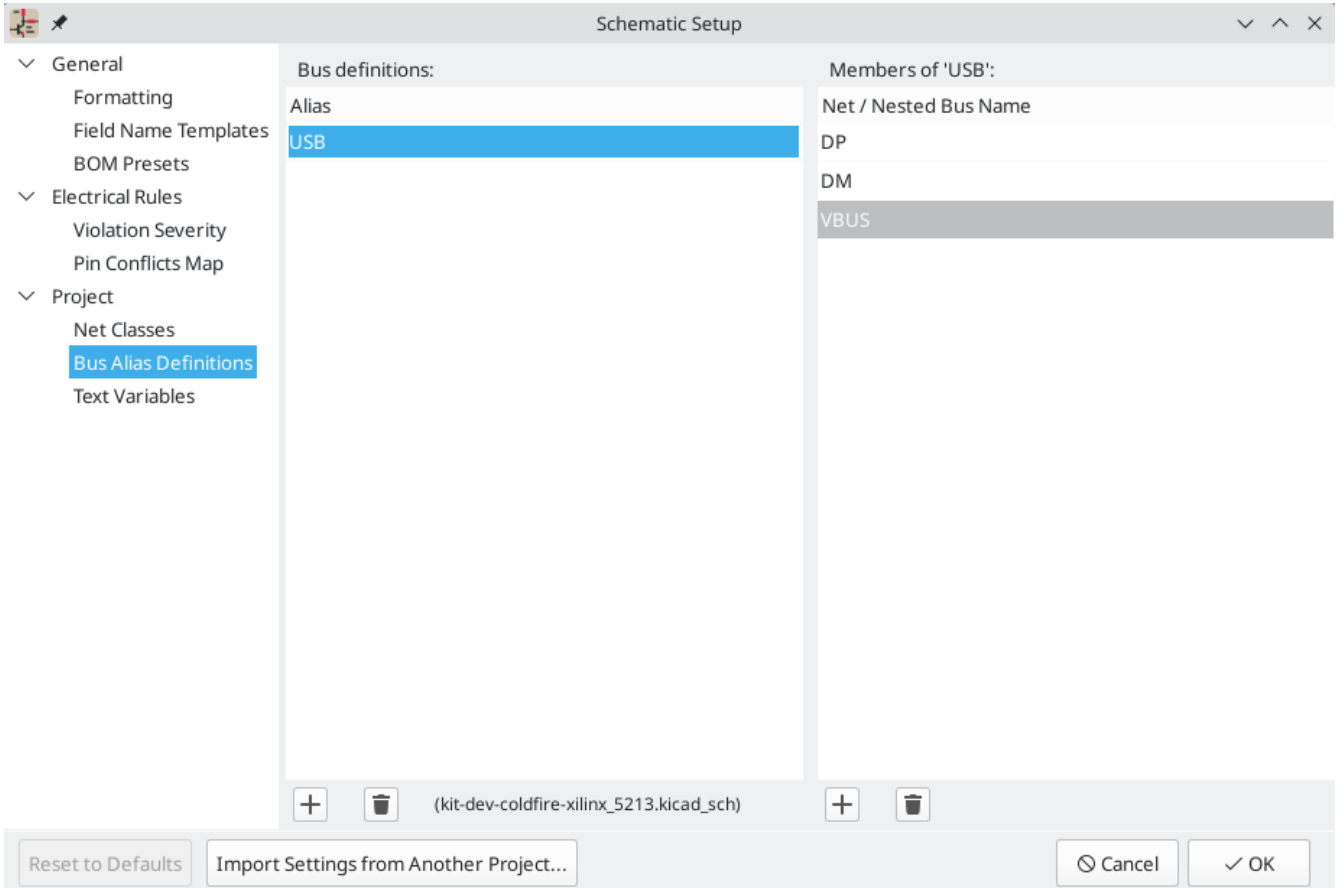 Schematic Setup
General
Formatting
Field Name Templates
BOM Presets
Electrical Rules
Violation Severity
Pin Conflicts Map
Project
Net Classes
Bus Alias Definitions
Text Variables
Bus definitions:
Alias
USB
(kit-dev-coldfire-xilinx_5213.kicad_sch)
Members of 'USB':
Net / Nested Bus Name
DP
DM
VBUS
Reset to Defaults
Import Settings from Another Project...
Cancel
OK